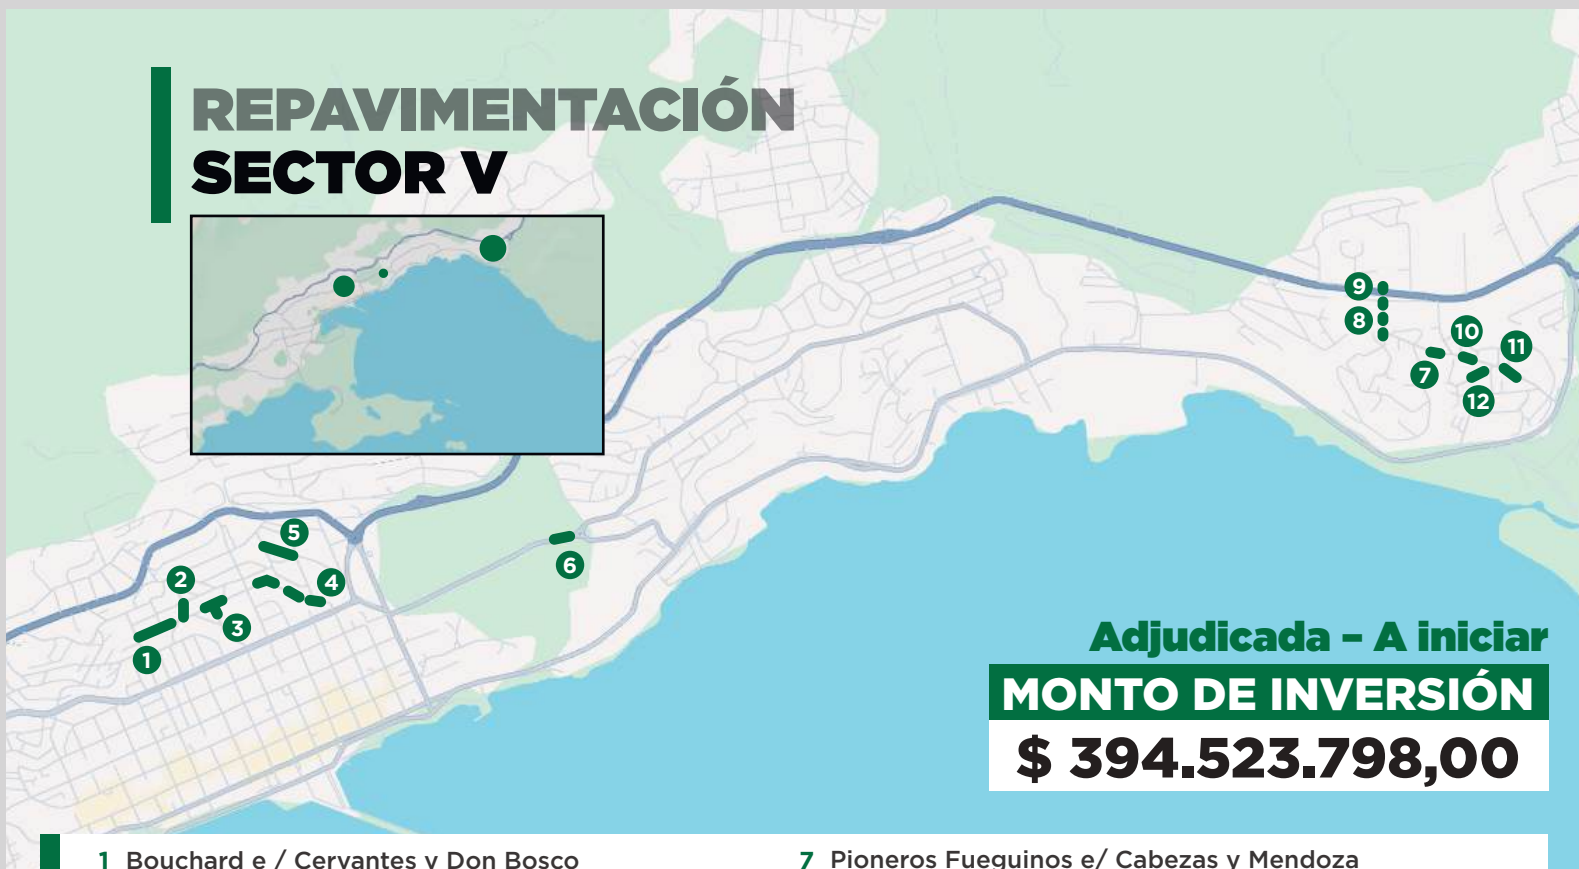 REPAVIMENTACIÓN
SECTOR V
9
8
10
11
7
12
5
2
4
6
3
1
Adjudicada – A iniciar
MONTO DE INVERSIÓN
$ 394.523.798,00
1 Bouchard e / Cervantes y Don Bosco
7 Pioneros Fueguinos e/ Cabezas y Mendoza